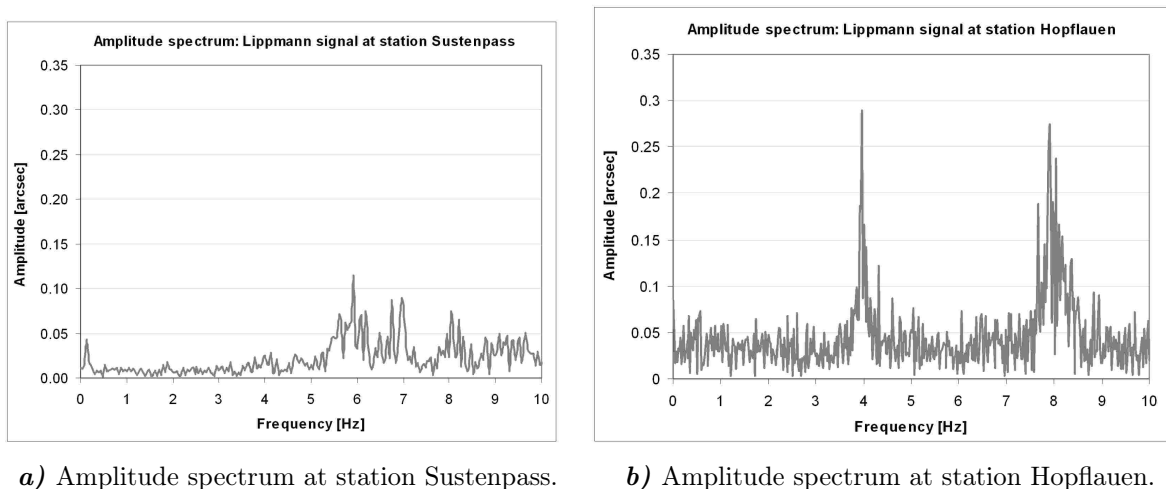 Amplitude spectrum: Lippmann signal at station Sustenpass
0.35
0.30
0.25
0.20
0.15
0.10
0.05
0.00
Amplitude [arcsec]
0 1 2 3 4 5 6 7 8 9 10
Frequency [Hz]
a) Amplitude spectrum at station Sustenpass.
Amplitude spectrum: Lippmann signal at station Hopflauen
0.35
0.3
0.25
0.2
0.15
0.1
0.05
0
Amplitude [arcsec]
0 1 2 3 4 5 6 7 8 9 10
Frequency [Hz]
b) Amplitude spectrum at station Hopflauen.